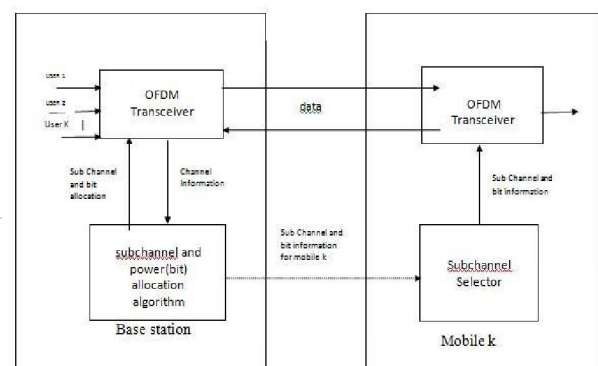 USER 1
USER 2
User K
OFDM
Transceiver
data
OFDM
Transceiver
Sub Channel
and bit
allocation
Channel
Information
Sub Channel and
bit information
Sub Channel and
bit information
for mobile k
subchannel and
power(bit)
allocation
algorithm
Subchannel
Selector
Base station
Mobile k